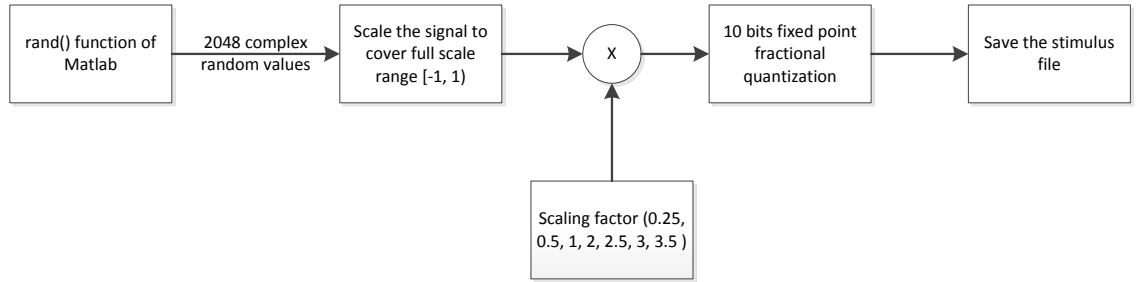 rand() function of
Matlab
2048 complex
random values
Scale the signal to
cover full scale
range [-1, 1)
X
10 bits fixed point
fractional
quantization
Save the stimulus
file
Scaling factor (0.25,
0.5, 1, 2, 2.5, 3, 3.5 )